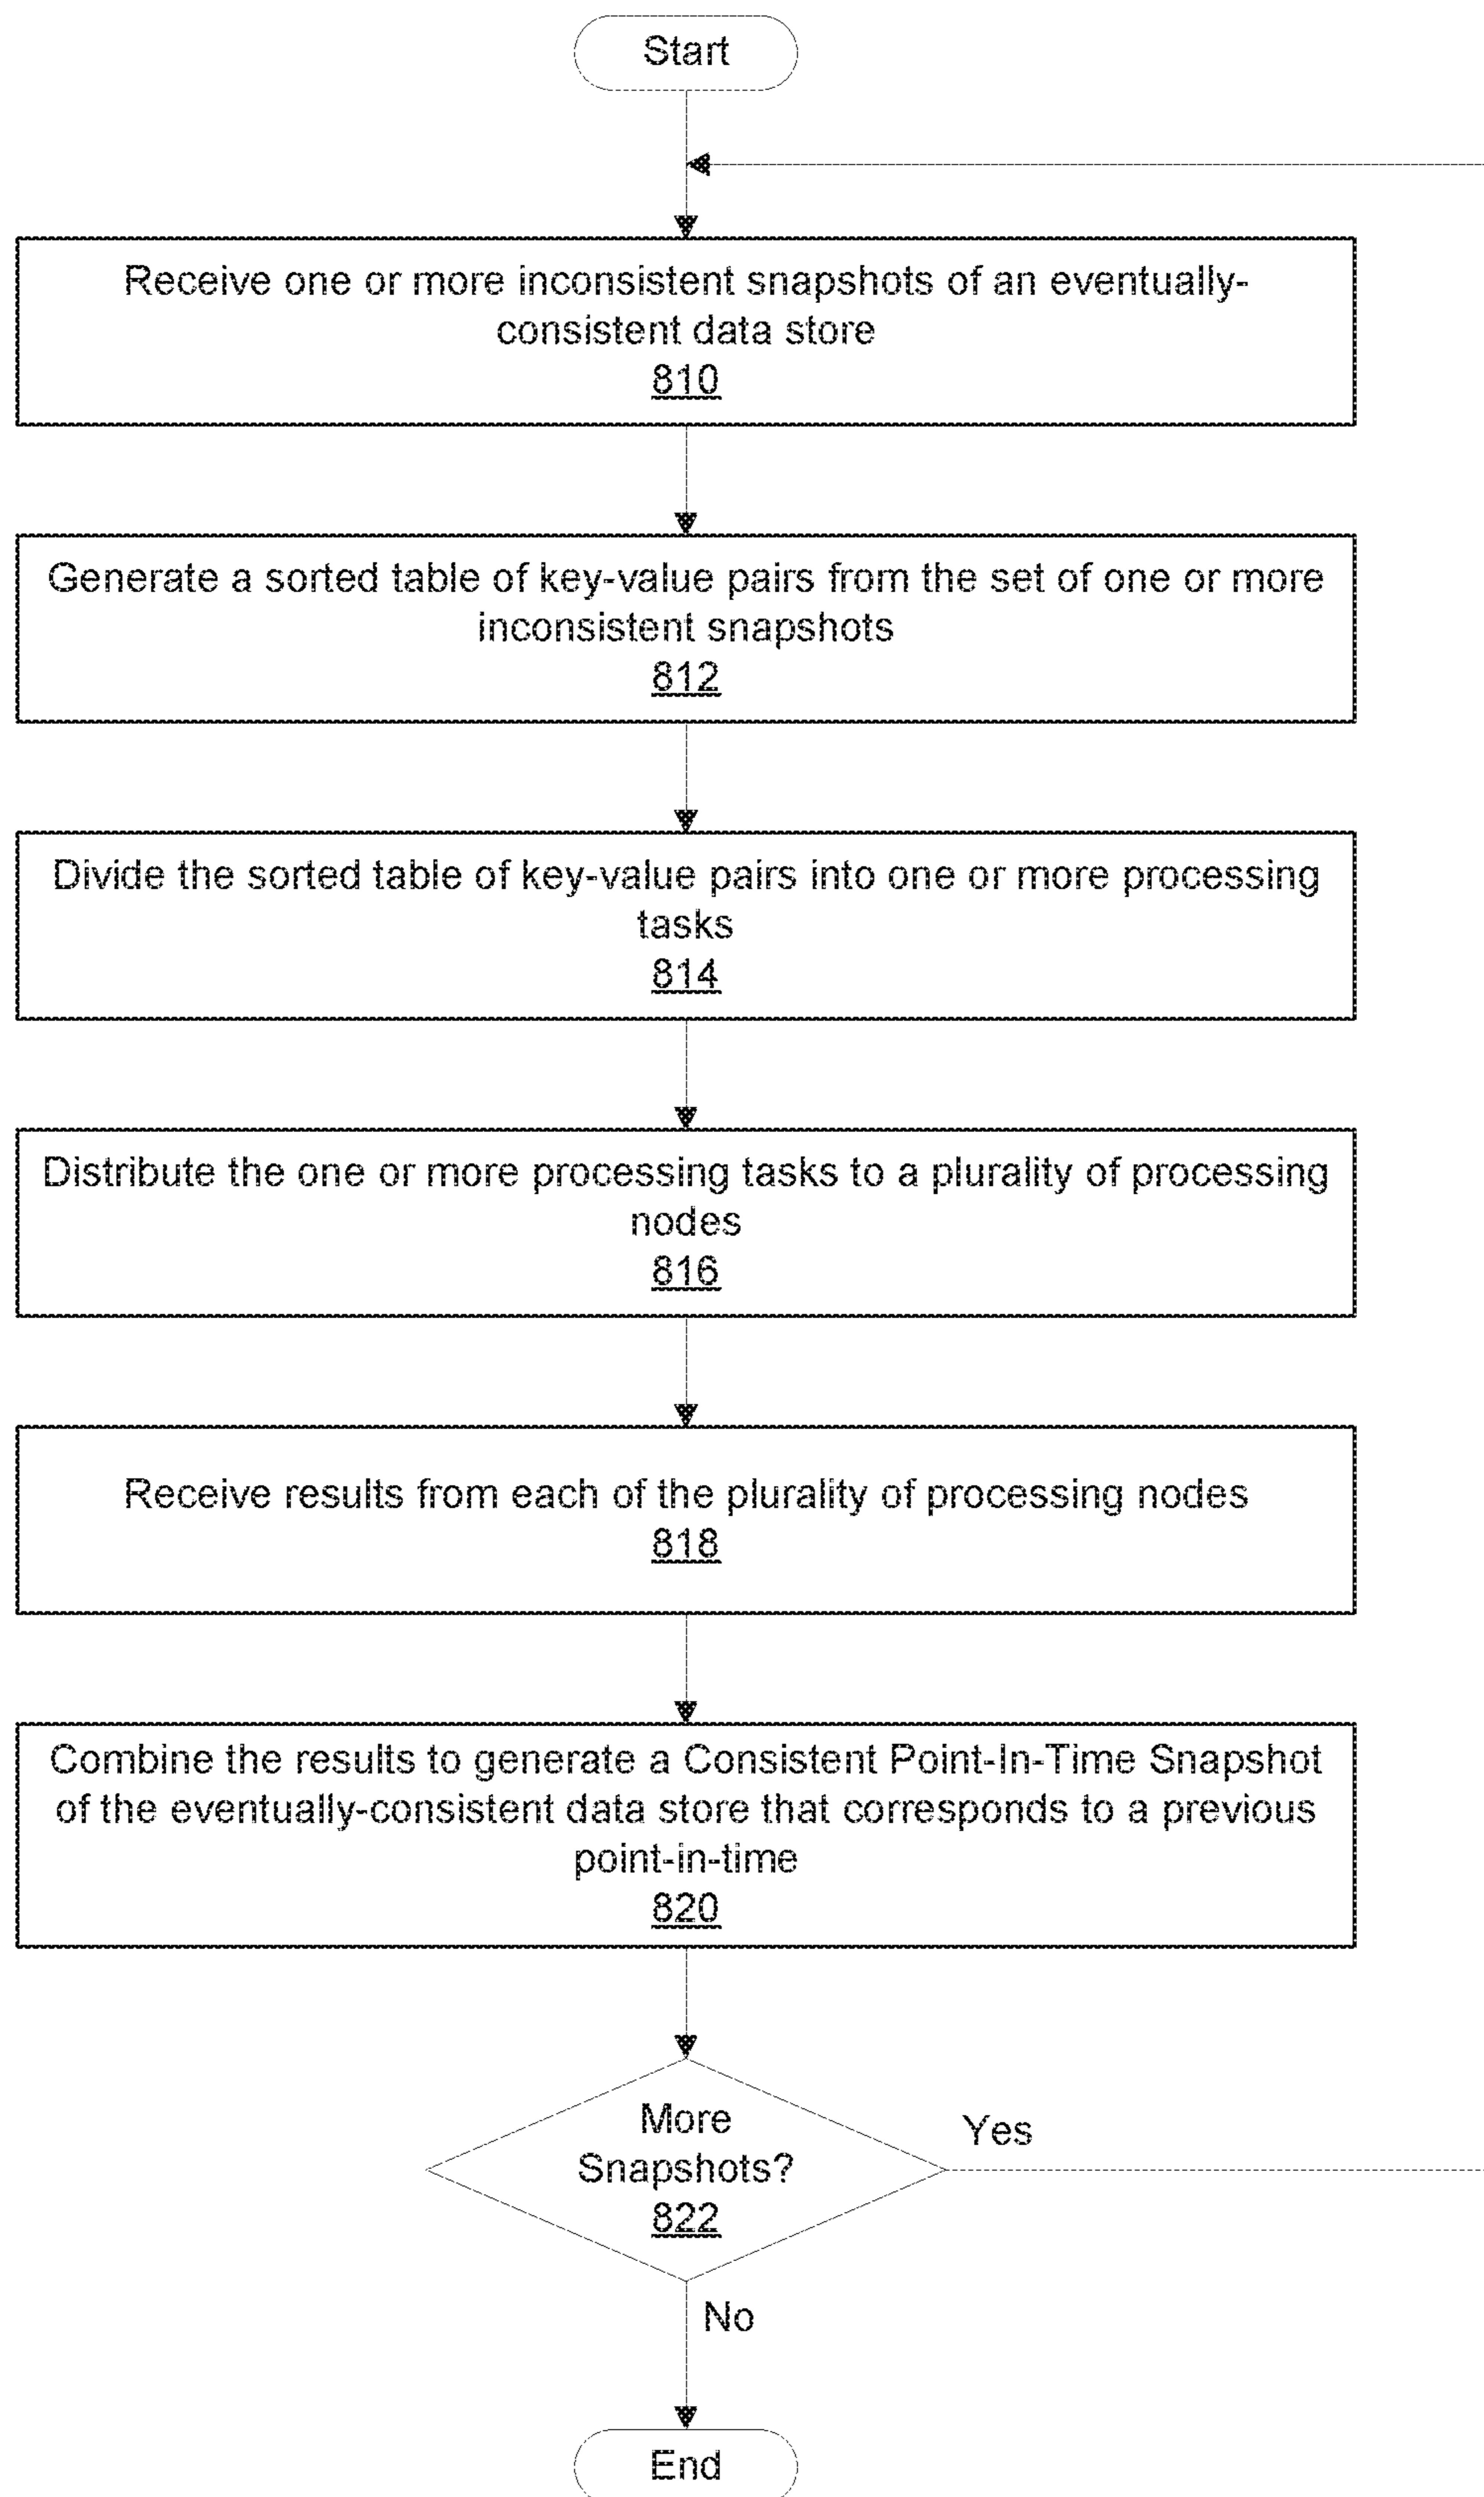 Start
Receive one or more inconsistent snapshots of an eventually-
consistent data store
810
Generate a sorted table of key-value pairs from the set of one or more
inconsistent snapshots
812
Divide the sorted table of key-value pairs into one or more processing
tasks
814
Distribute the one or more processing tasks to a plurality of processing
nodes
816
Receive results from each of the plurality of processing nodes
818
Combine the results to generate a Consistent Point-In-Time Snapshot
of the eventually-consistent data store that corresponds to a previous
point-in-time
820
More
Snapshots?
822
Yes
No
End